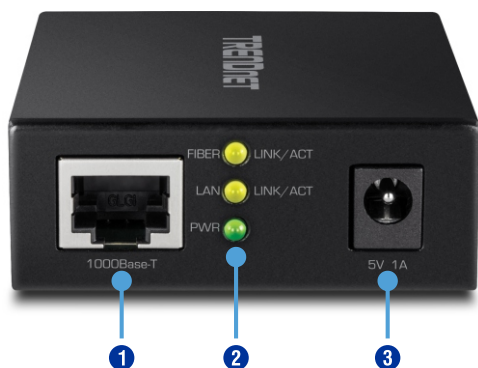 TRENDNET
FIBER LINK/ACT
LAN LINK/ACT
PWR
1000Base-T
5V 1A
1 2 3